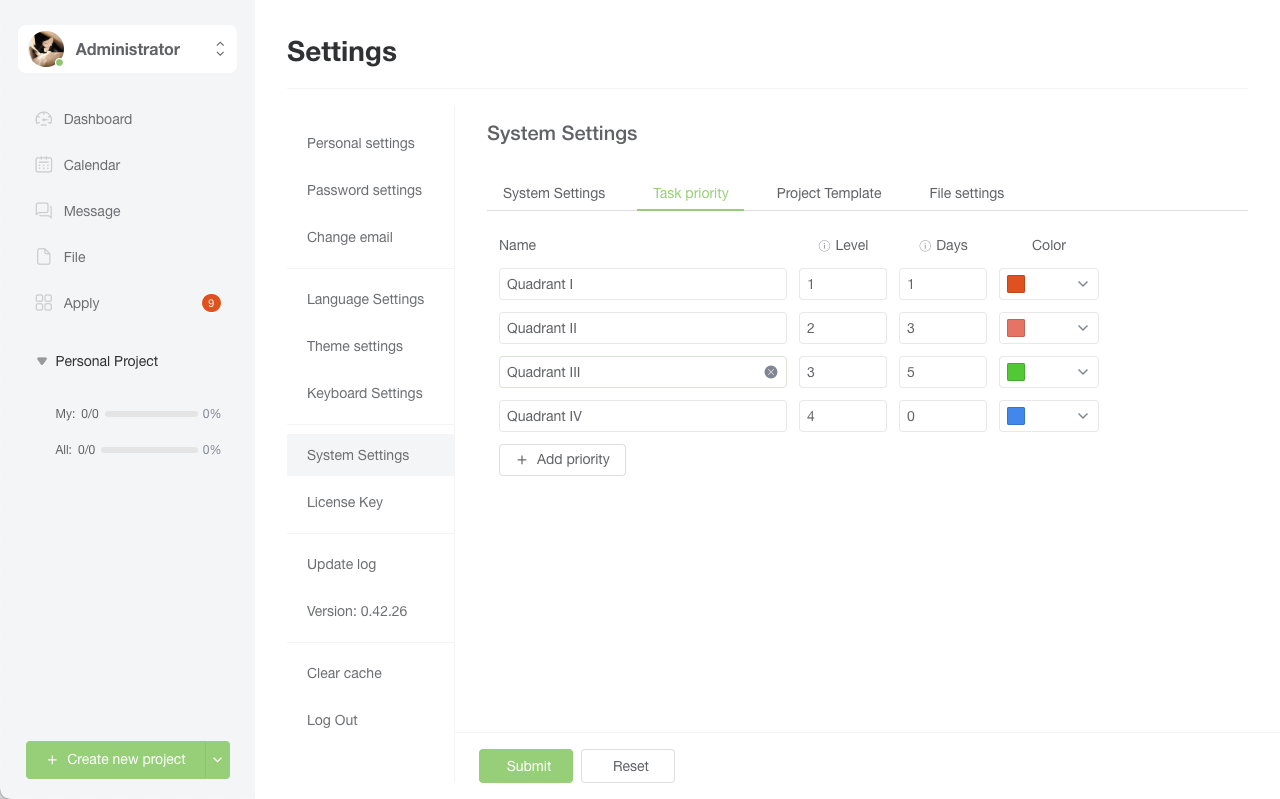 Administrator
Dashboard
Calendar
Message
File
Apply
9
Personal Project
My: 0/0 0%
All: 0/0 0%
Create new project
Settings
Personal settings
Password settings
Change email
Language Settings
Theme settings
Keyboard Settings
System Settings
License Key
Update log
Version: 0.42.26
Clear cache
Log Out
System Settings
System Settings Task priority Project Template File settings
Name Level Days Color
Quadrant I 1 1
Quadrant II 2 3
Quadrant III 3 5
Quadrant IV 4 0
Add priority
Submit Reset